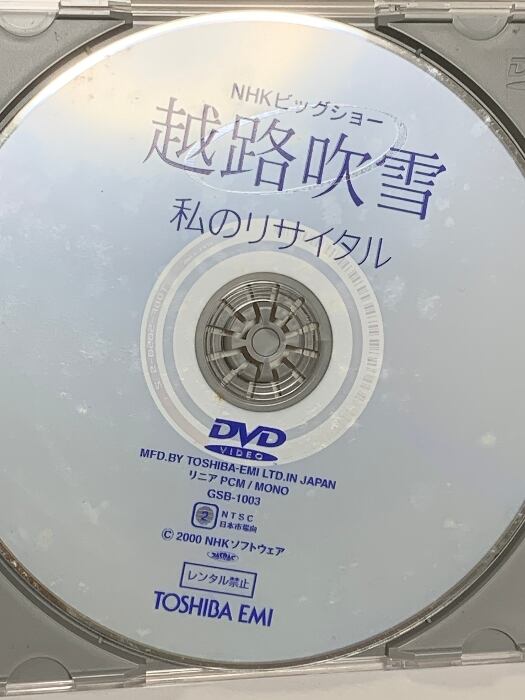 NHKビッグショー
越路吹雪
私のリサイタル
DVD
VIDEO
MFD.BY TOSHIBA-EMI LTD.IN JAPAN
リニア PCM / MONO
GSB-1003
2
NTSC
日本市場向
© 2000 NHKソフトウェア
レンタル禁止
TOSHIBA EMI